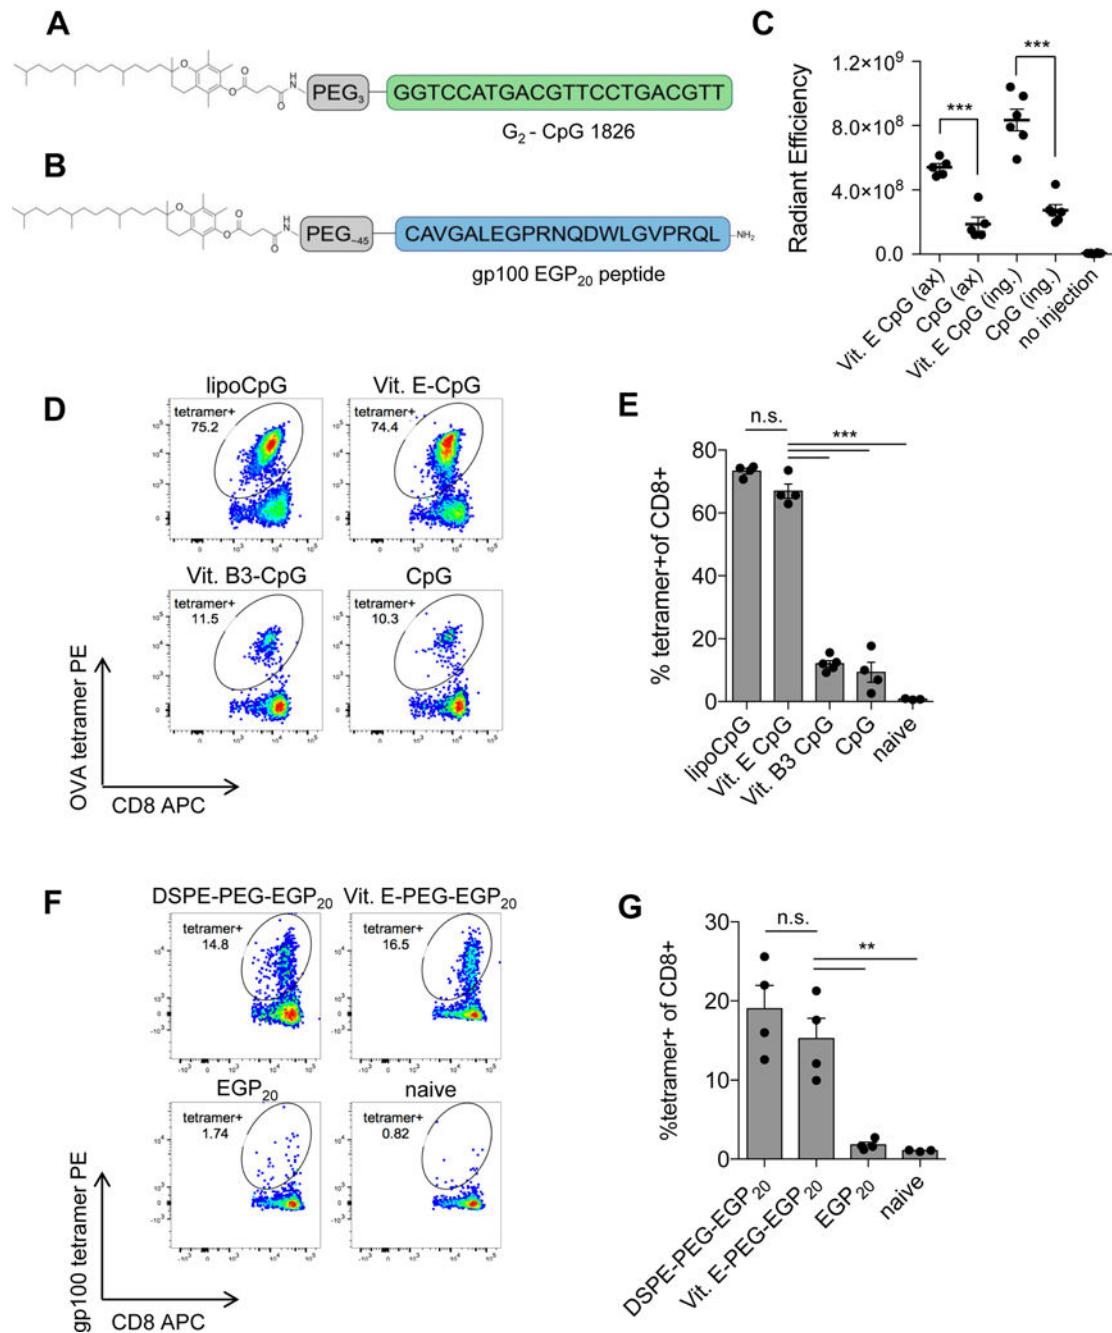 A
PEG3
GGTCCATGACGTTCCTGACGTT
G2 - CpG 1826
B
PEG~45
CAVGALEGPRNQDWLGVPRQL
NH2
gp100 EGP20 peptide
C
Radiant Efficiency
1.2×10^9
8.0×10^8
4.0×10^8
0.0
***
***
Vit. E CpG (ax)
CpG (ax)
Vit. E CpG (ing.)
CpG (ing.)
no injection
D
lipoCpG
tetramer+
75.2
Vit. E-CpG
tetramer+
74.4
Vit. B3-CpG
tetramer+
11.5
CpG
tetramer+
10.3
OVA tetramer PE
CD8 APC
E
% tetramer+of CD8+
80
60
40
20
0
n.s.
***
lipoCpG
Vit. E CpG
Vit. B3 CpG
CpG
naive
F
DSPE-PEG-EGP20
tetramer+
14.8
Vit. E-PEG-EGP20
tetramer+
16.5
EGP20
tetramer+
1.74
naive
tetramer+
0.82
gp100 tetramer PE
CD8 APC
G
%tetramer+ of CD8+
30
20
10
0
n.s.
**
DSPE-PEG-EGP20
Vit. E-PEG-EGP20
EGP20
naive